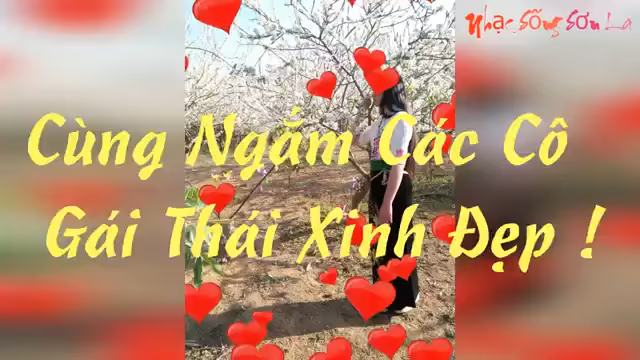 Nhạc Sống Sơn La
Cùng Ngắm Các Cô
Gái Thái Xinh Đẹp !